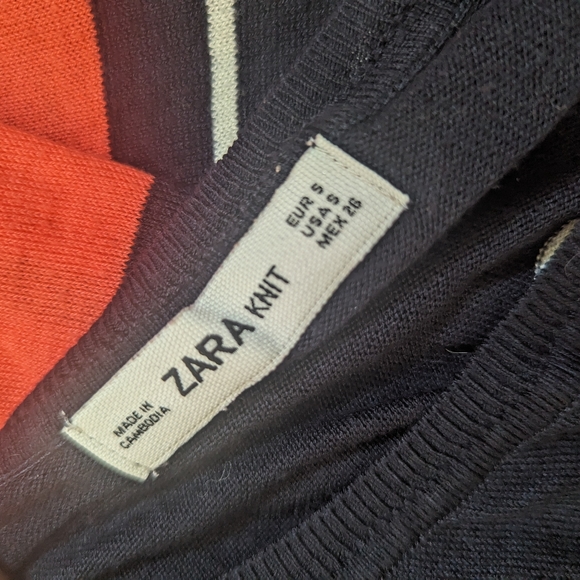 EUR S
USA S
MEX 26
ZARA KNIT
MADE IN
CAMBODIA